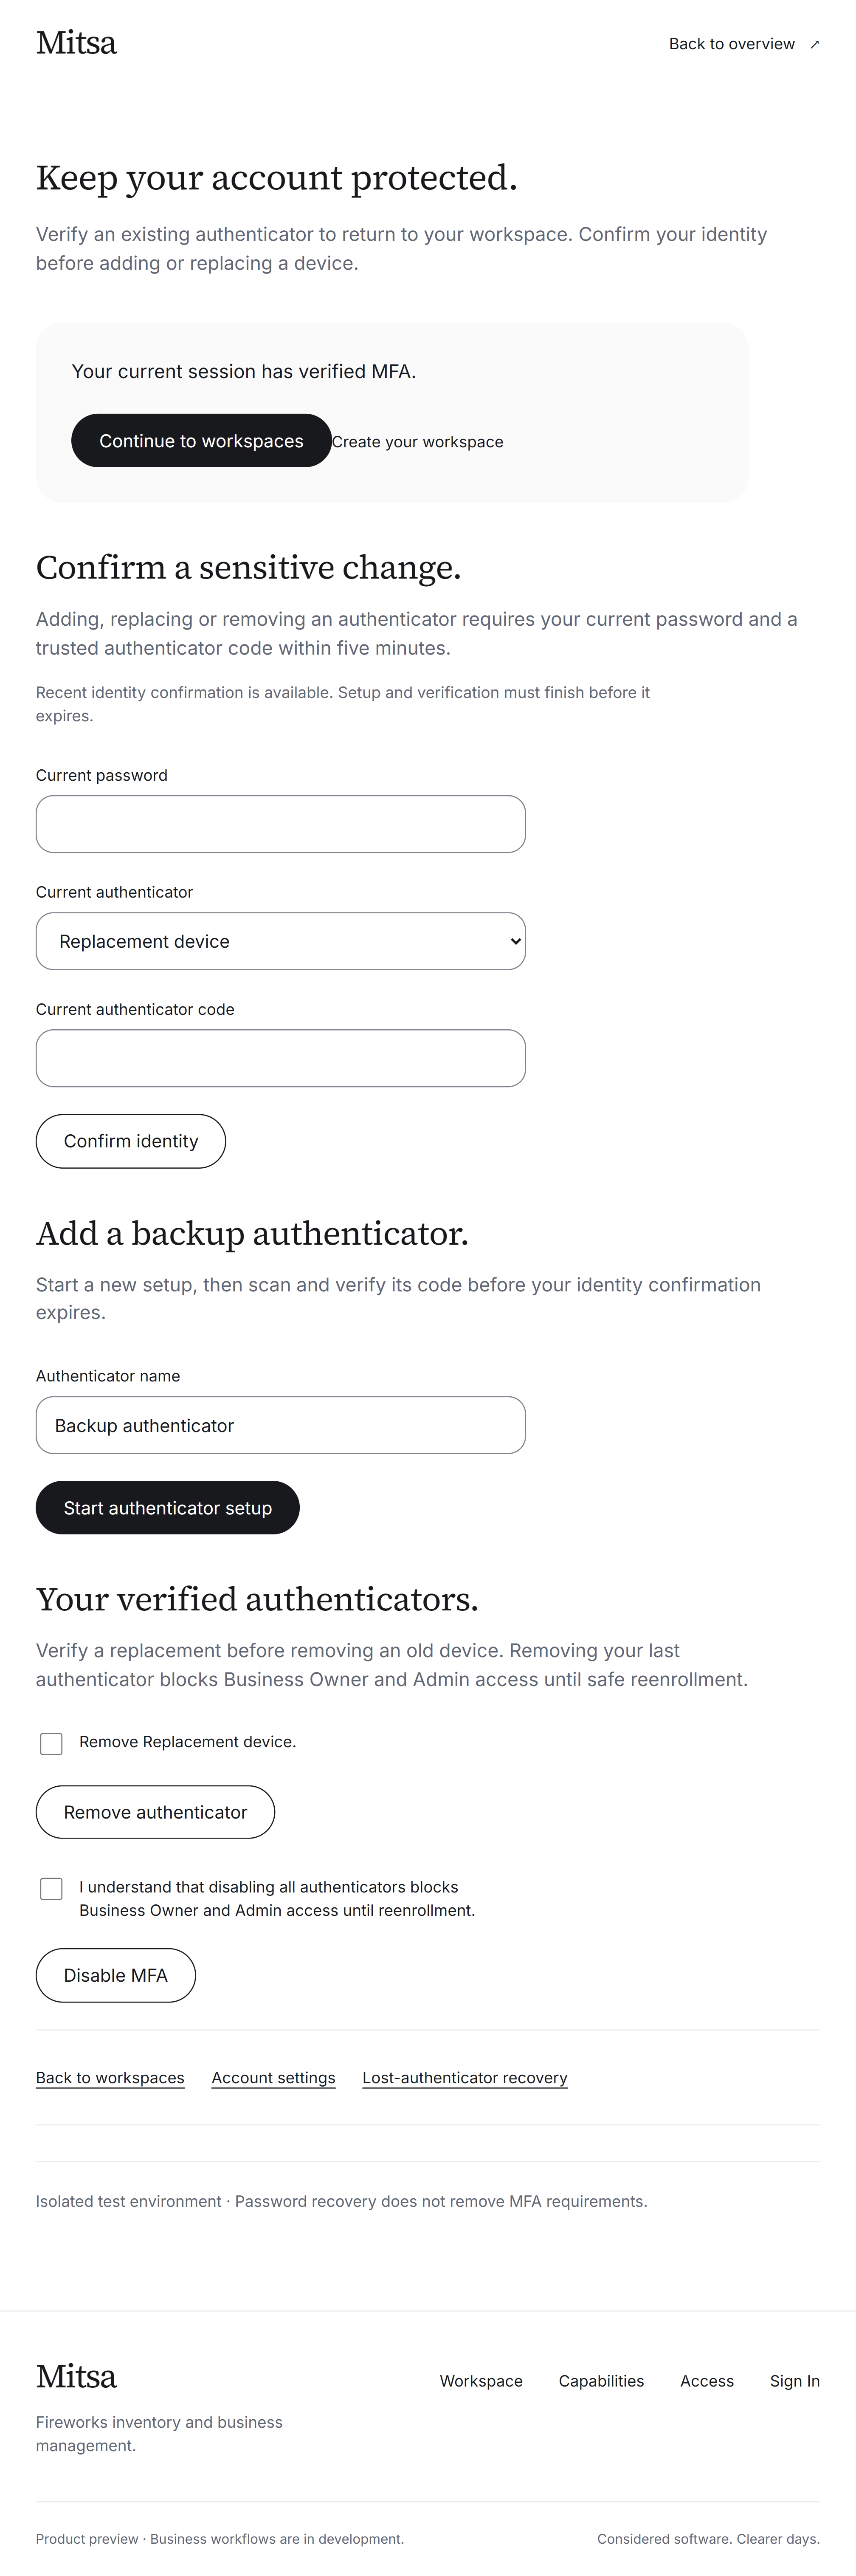 Mitsa
Back to overview ↗
Keep your account protected.
Verify an existing authenticator to return to your workspace. Confirm your identity
before adding or replacing a device.
Your current session has verified MFA.
Continue to workspaces
Create your workspace
Confirm a sensitive change.
Adding, replacing or removing an authenticator requires your current password and a
trusted authenticator code within five minutes.
Recent identity confirmation is available. Setup and verification must finish before it
expires.
Current password
Current authenticator
Replacement device
Current authenticator code
Confirm identity
Add a backup authenticator.
Start a new setup, then scan and verify its code before your identity confirmation
expires.
Authenticator name
Backup authenticator
Start authenticator setup
Your verified authenticators.
Verify a replacement before removing an old device. Removing your last
authenticator blocks Business Owner and Admin access until safe reenrollment.
Remove Replacement device.
Remove authenticator
I understand that disabling all authenticators blocks
Business Owner and Admin access until reenrollment.
Disable MFA
Back to workspaces
Account settings
Lost-authenticator recovery
Isolated test environment · Password recovery does not remove MFA requirements.
Mitsa
Workspace
Capabilities
Access
Sign In
Fireworks inventory and business
management.
Product preview · Business workflows are in development.
Considered software. Clearer days.